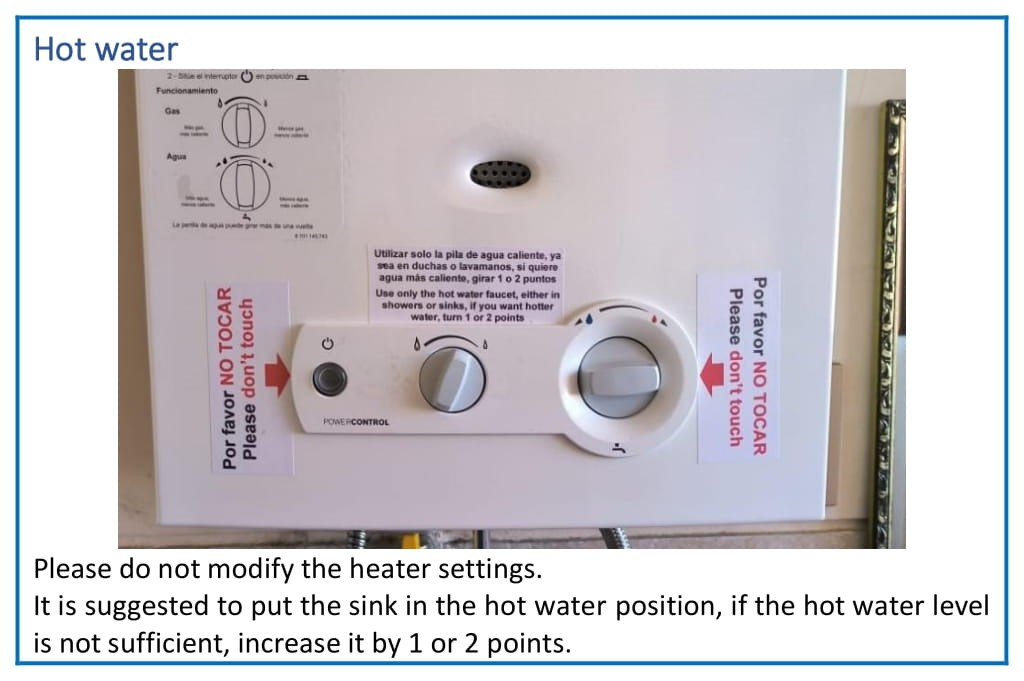 Hot water
2 - Sitúe el interruptor en posición
Funcionamiento
Gas
Más gas,
más caliente
Menos gas,
menos caliente
Agua
Más agua,
menos caliente
Menos agua,
más caliente
La perilla de agua puede girar más de una vuelta
Utilizar solo la pila de agua caliente, ya
sea en duchas o lavamanos, si quiere
agua más caliente, girar 1 o 2 puntos
Use only the hot water faucet, either in
showers or sinks, if you want hotter
water, turn 1 or 2 points
Por favor NO TOCAR
Please don't touch
POWERCONTROL
Por favor NO TOCAR
Please don't touch
Please do not modify the heater settings.
It is suggested to put the sink in the hot water position, if the hot water level
is not sufficient, increase it by 1 or 2 points.